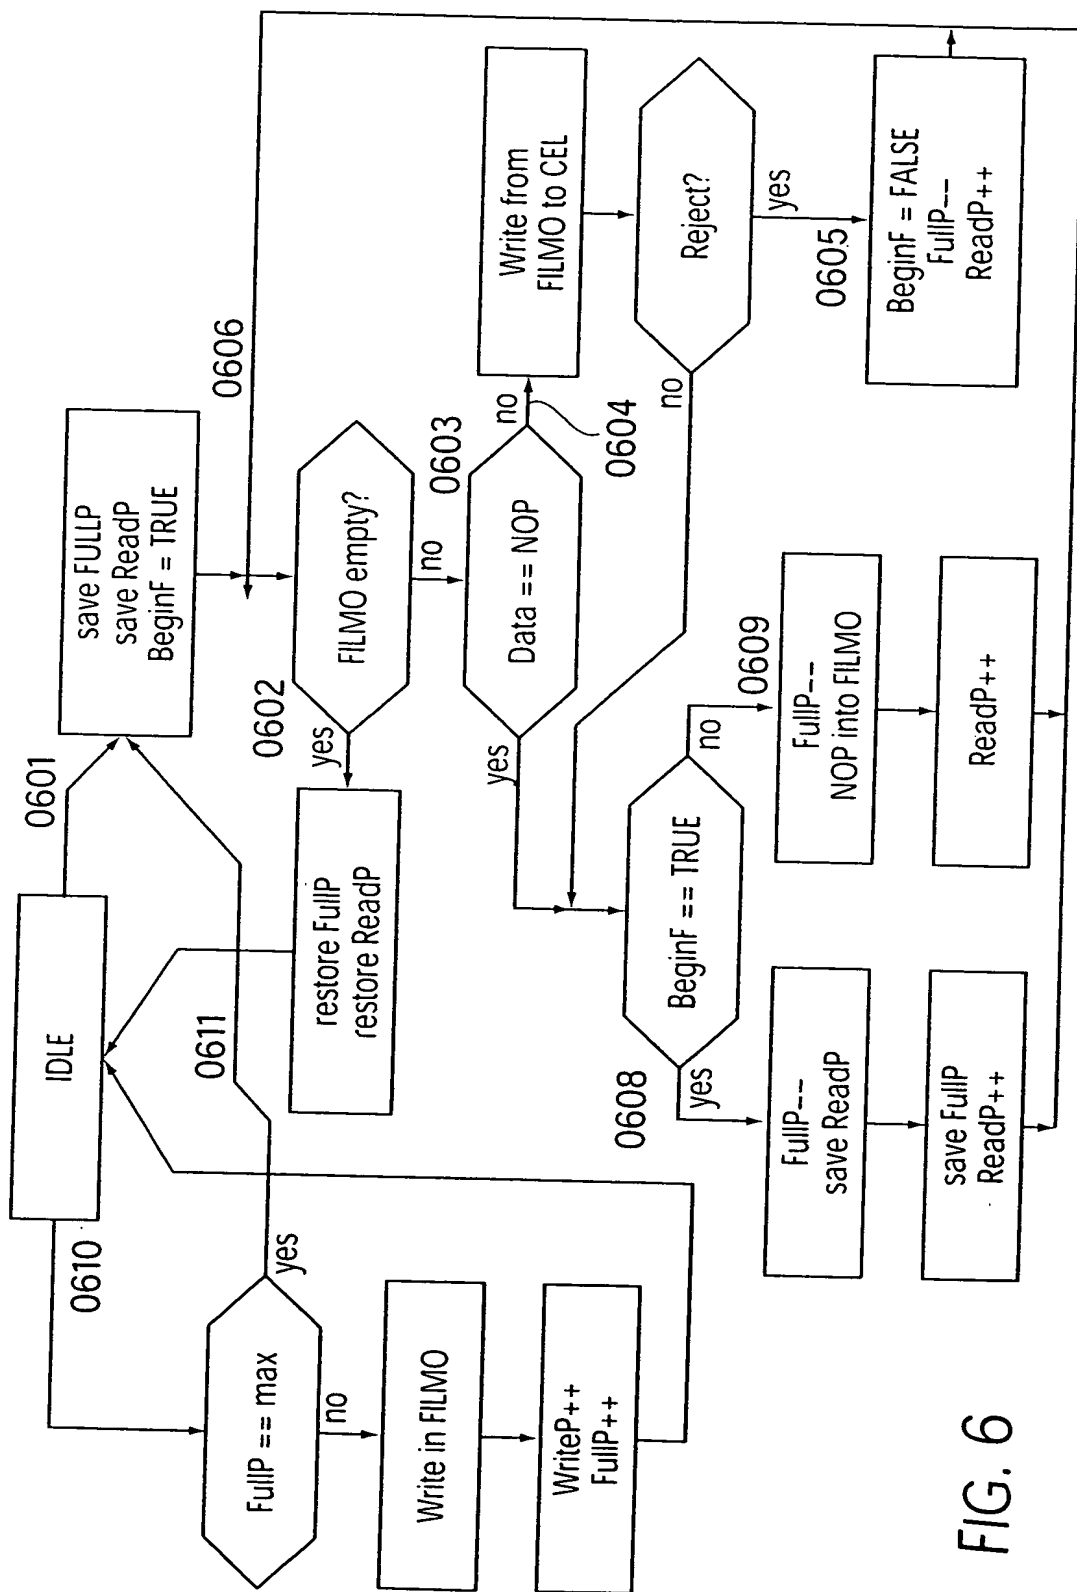 IDLE
0610
0601
FullP == max
yes
no
Write in FILMO
WriteP++
FullP++
0611
save FULLP
save ReadP
BeginF = TRUE
0606
FILMO empty?
0602
yes
no
restore FullP
restore ReadP
0603
Data == NOP
yes
no
0604
Write from
FILMO to CEL
Reject?
no
yes
0605
BeginF = FALSE
FullP--
ReadP++
BeginF == TRUE
0608
yes
no
0609
FullP--
save ReadP
save FullP
ReadP++
FullP--
NOP into FILMO
ReadP++
FIG. 6